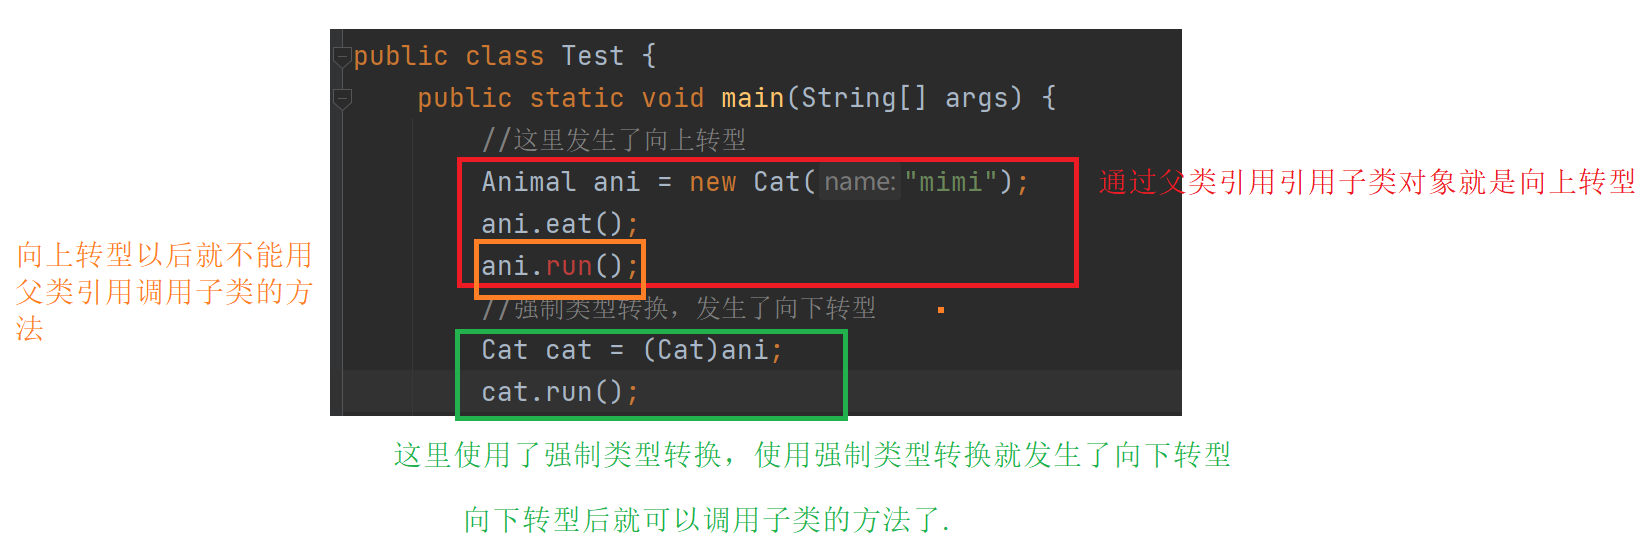 public class Test {
public static void main(String[] args) {
//这里发生了向上转型
Animal ani = new Cat( name: "mimi");
通过父类引用引用子类对象就是向上转型
ani.eat();
向上转型以后就不能用
父类引用调用子类的方
法
ani.run();
//强制类型转换，发生了向下转型
Cat cat = (Cat)ani;
cat.run();
这里使用了强制类型转换，使用强制类型转换就发生了向下转型
向下转型后就可以调用子类的方法了.